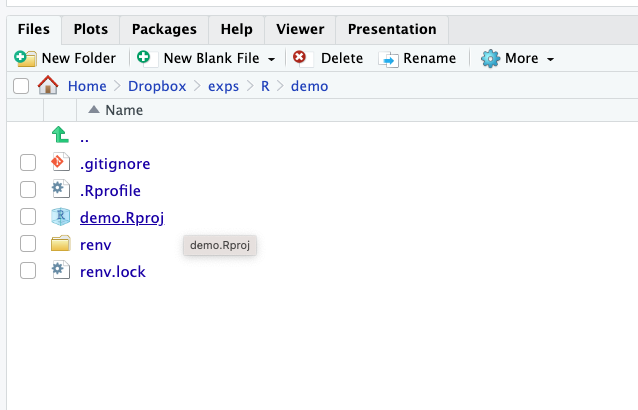 Files Plots Packages Help Viewer Presentation
New Folder New Blank File Delete Rename More
Home Dropbox exps R demo
Name
..
.gitignore
.Rprofile
demo.Rproj
renv demo.Rproj
renv.lock